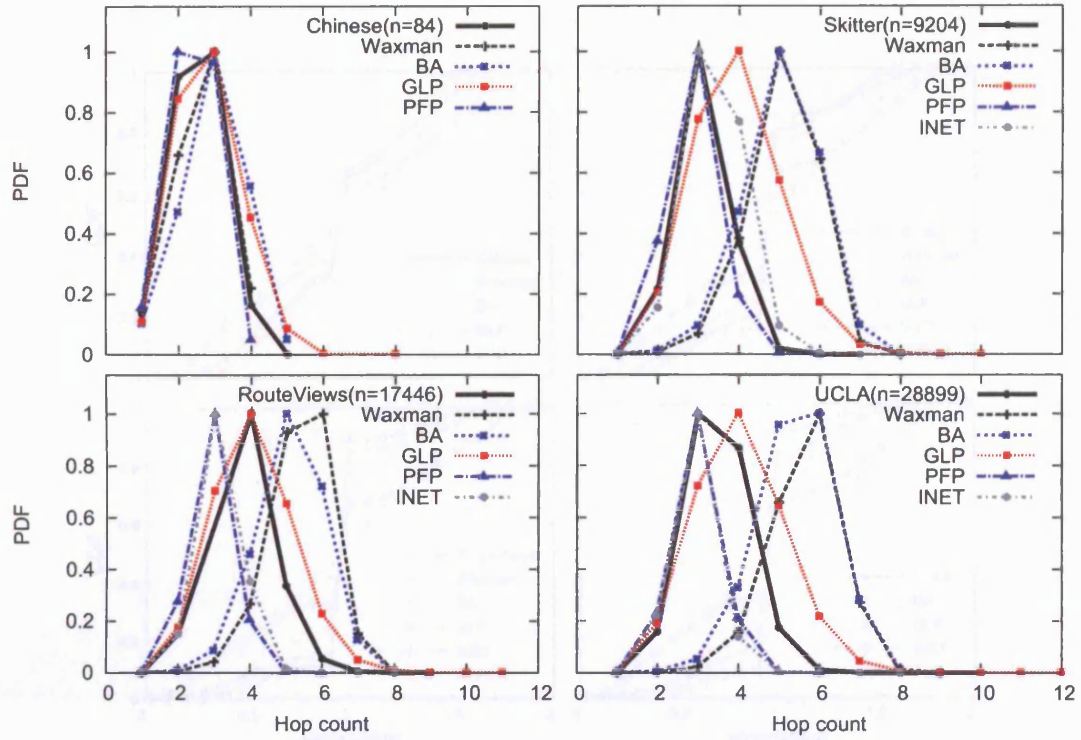 Chinese(n=84)
Waxman
BA
GLP
PFP
PDF
1
0.8
0.6
0.4
0.2
0
Skitter(n=9204)
Waxman
BA
GLP
PFP
INET
RouteViews(n=17446)
Waxman
BA
GLP
PFP
INET
PDF
1
0.8
0.6
0.4
0.2
0
0 2 4 6 8 10 12
Hop count
UCLA(n=28899)
Waxman
BA
GLP
PFP
INET
0 2 4 6 8 10 12
Hop count